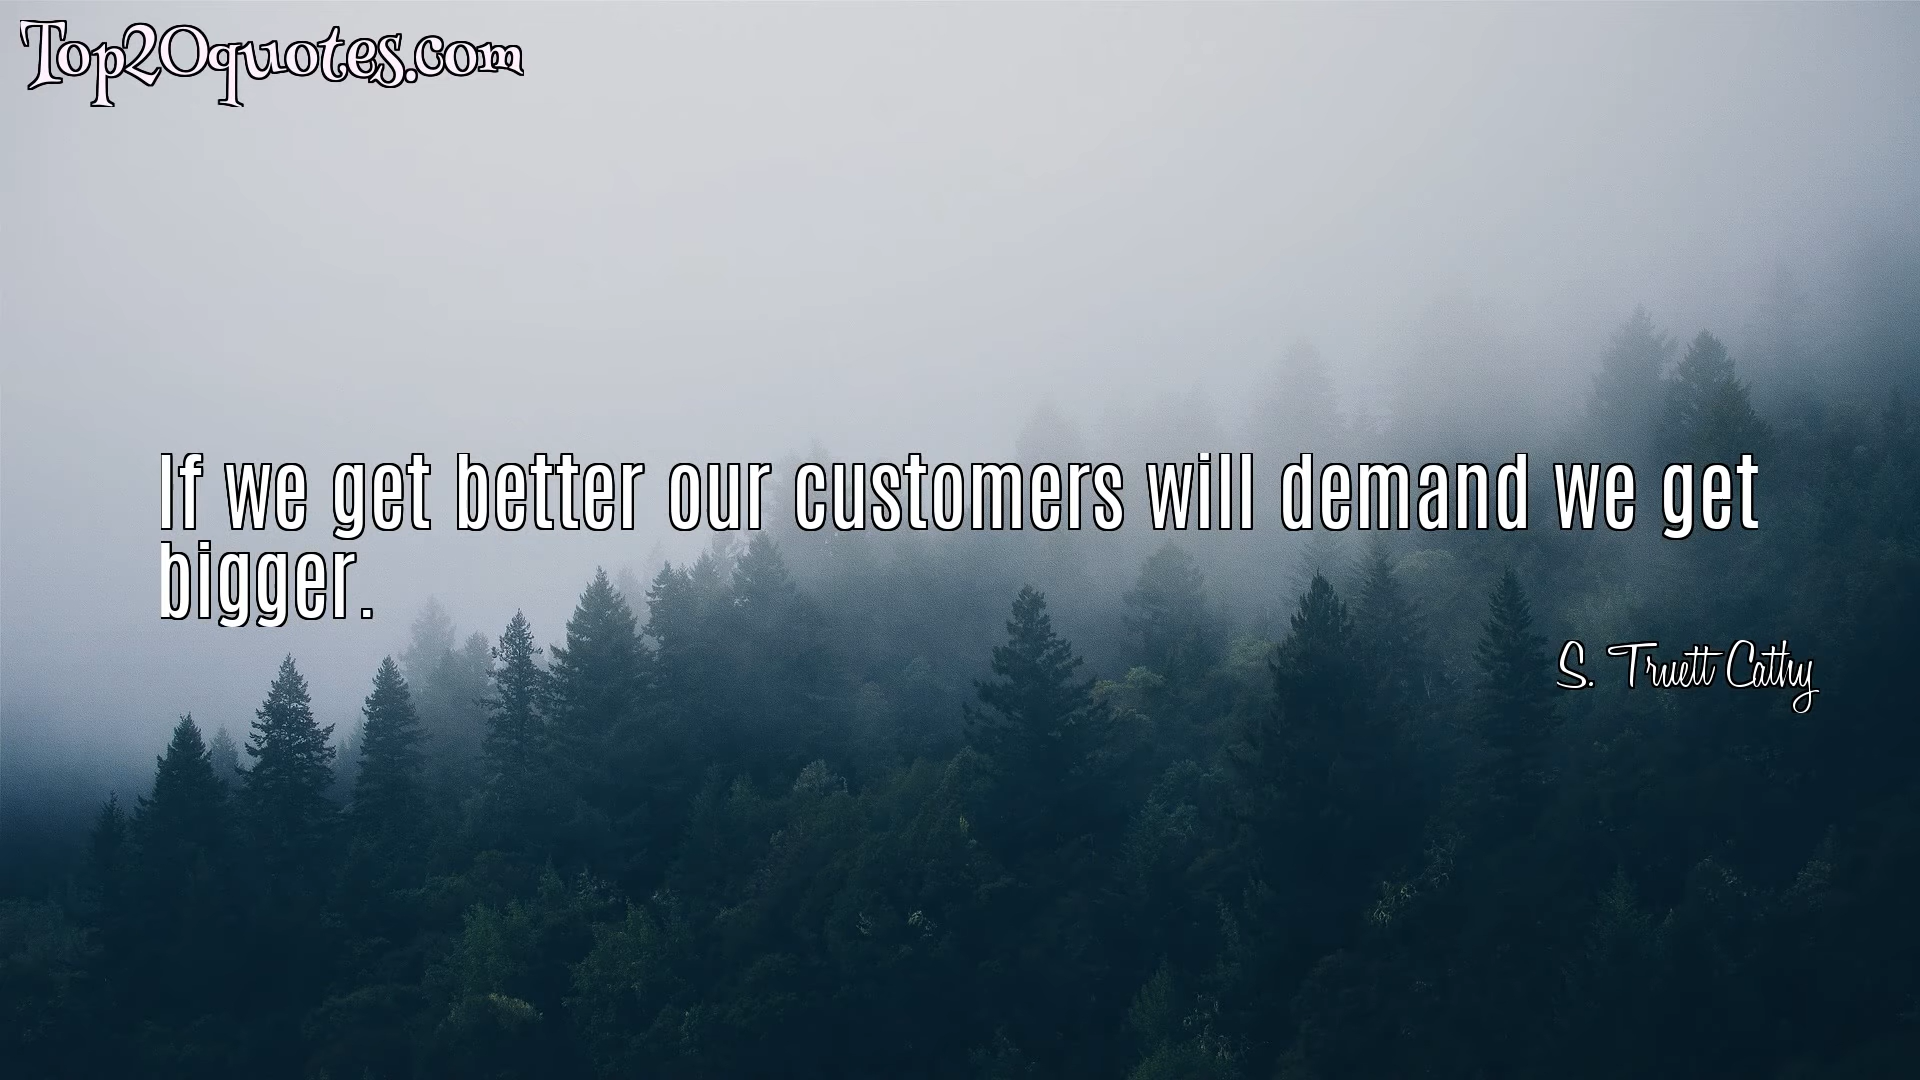 Top20quotes.com
If we get better our customers will demand we get
bigger.
S. Truett Cathy